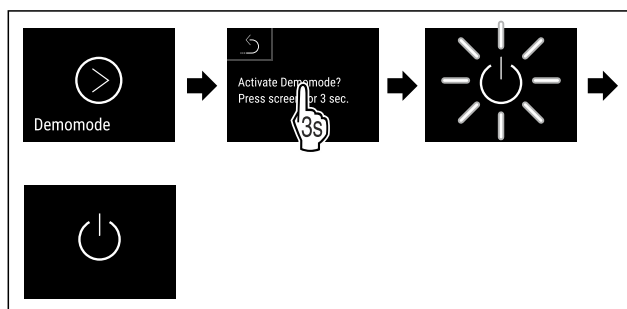 Demomode
Activate Demomode?
Press screen for 3 sec.
3s